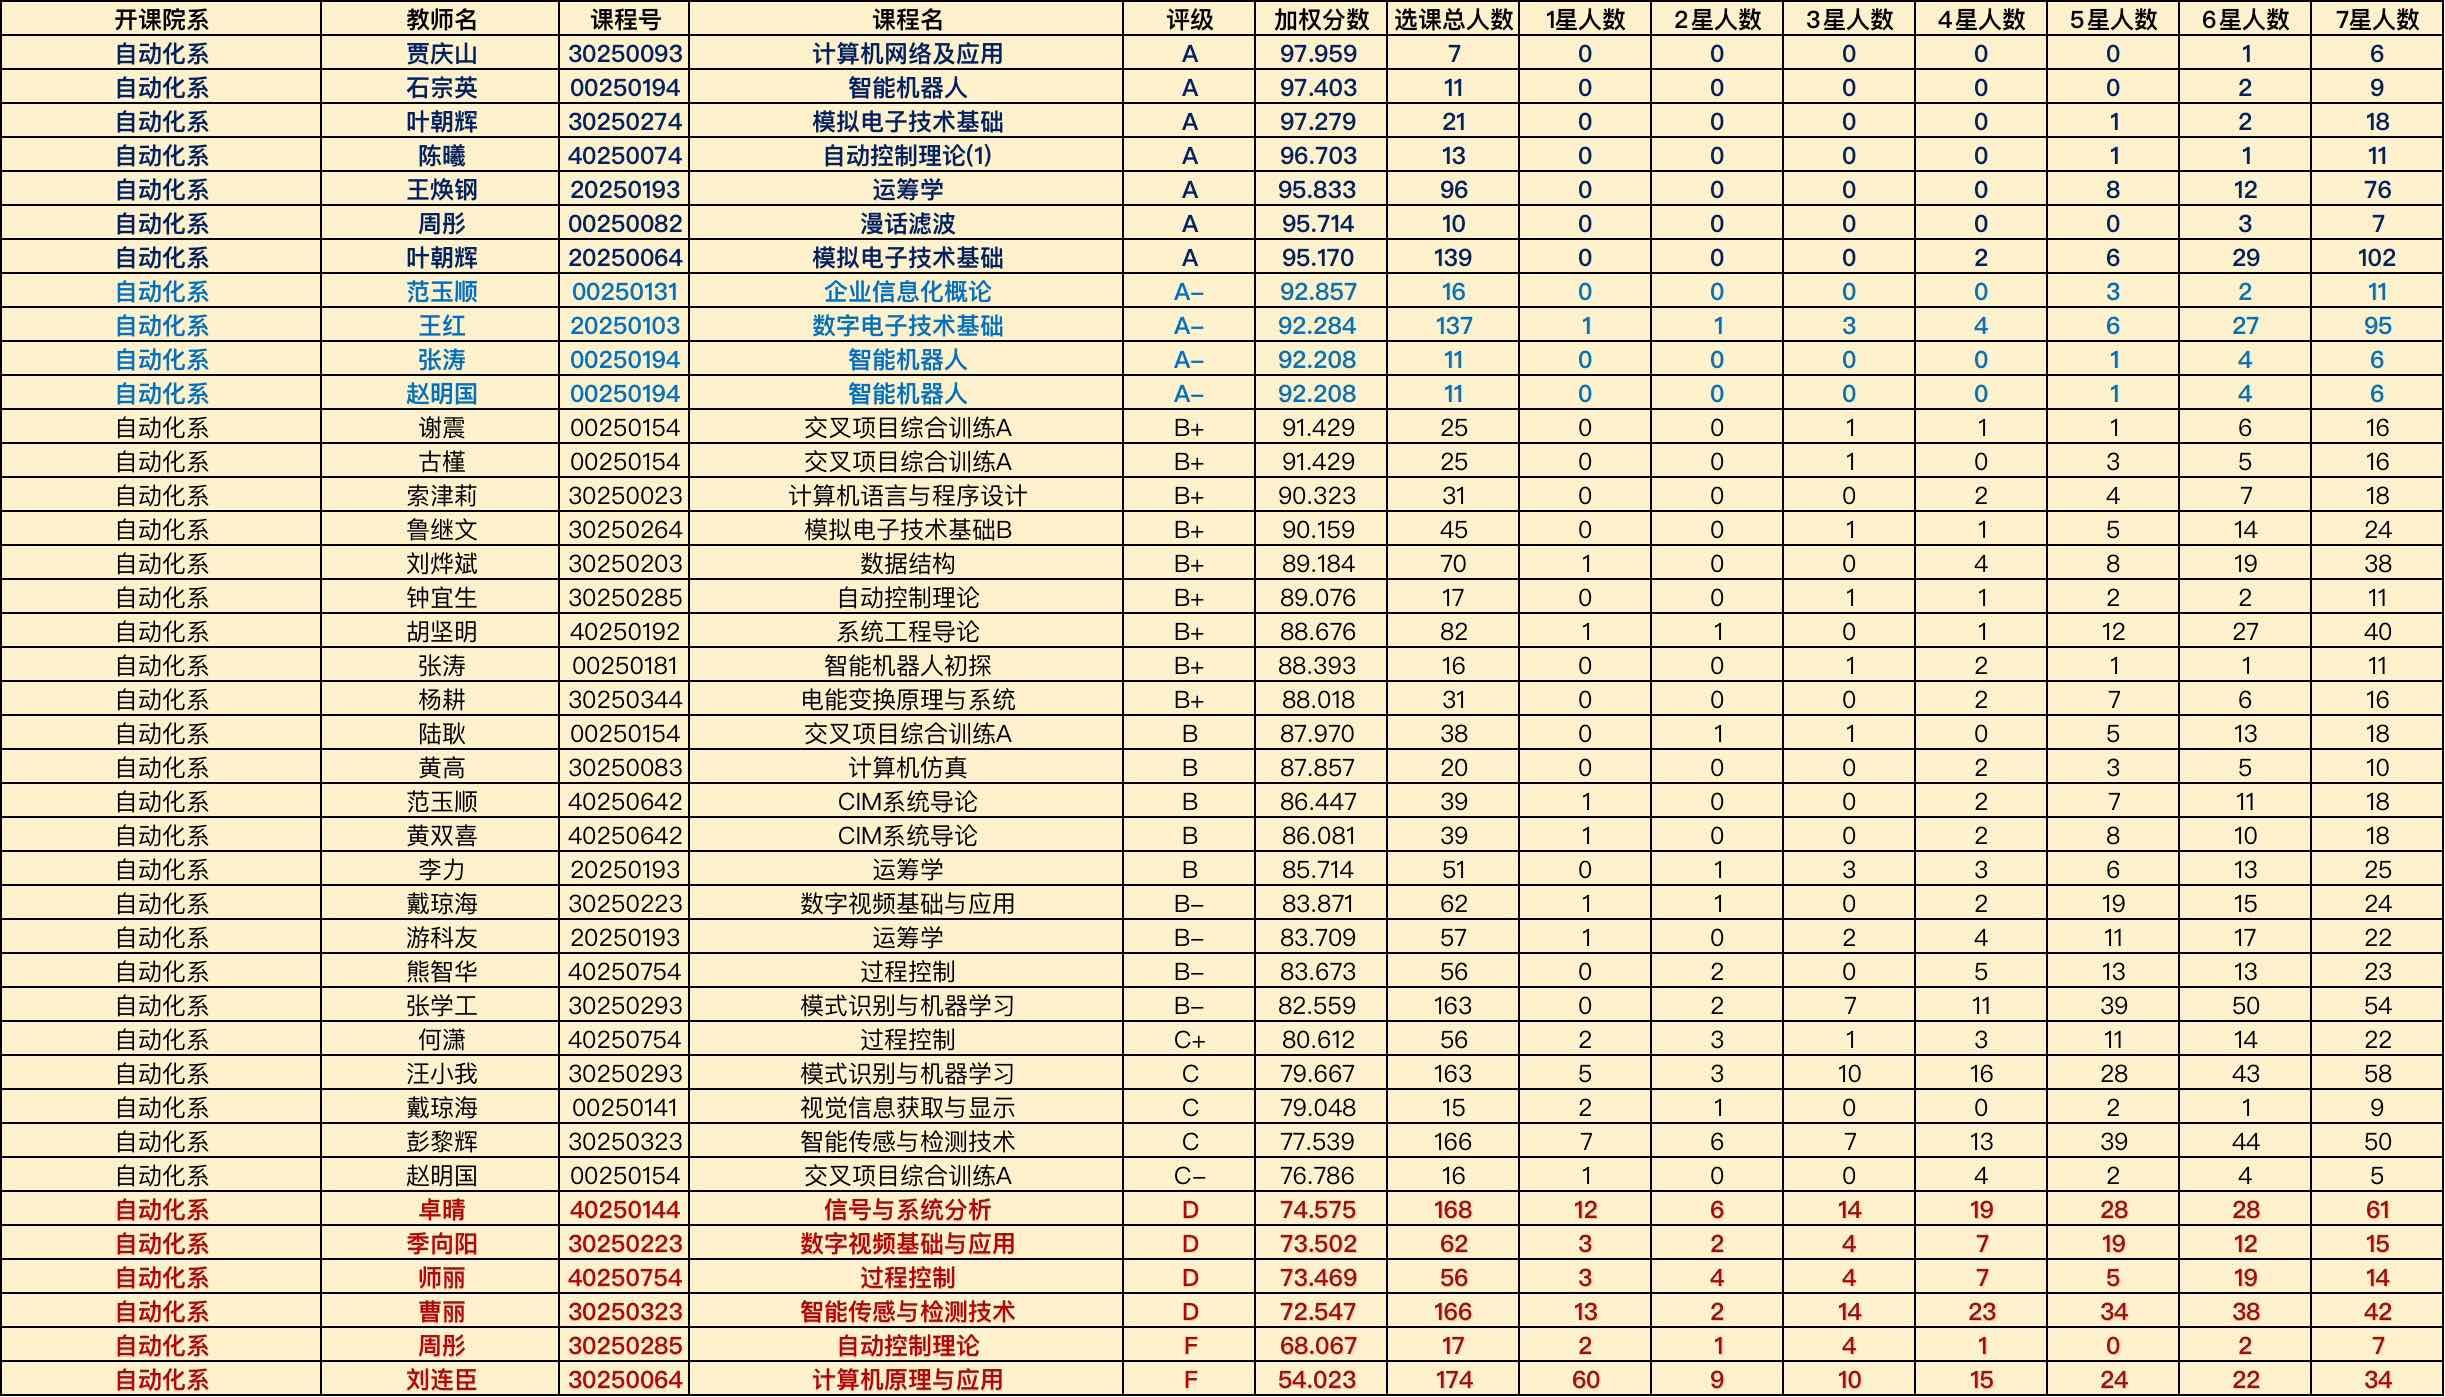 开课院系 教师名 课程号 课程名 评级 加权分数 选课总人数 1星人数 2星人数 3星人数 4星人数 5星人数 6星人数 7星人数
自动化系 贾庆山 30250093 计算机网络及应用 A 97.959 7 0 0 0 0 0 1 6
自动化系 石宗英 00250194 智能机器人 A 97.403 11 0 0 0 0 0 2 9
自动化系 叶朝辉 30250274 模拟电子技术基础 A 97.279 21 0 0 0 0 1 2 18
自动化系 陈曦 40250074 自动控制理论(1) A 96.703 13 0 0 0 0 1 1 11
自动化系 王焕钢 20250193 运筹学 A 95.833 96 0 0 0 0 8 12 76
自动化系 周彤 00250082 漫话滤波 A 95.714 10 0 0 0 0 0 3 7
自动化系 叶朝辉 20250064 模拟电子技术基础 A 95.170 139 0 0 0 2 6 29 102
自动化系 范玉顺 00250131 企业信息化概论 A- 92.857 16 0 0 0 0 3 2 11
自动化系 王红 20250103 数字电子技术基础 A- 92.284 137 1 1 3 4 6 27 95
自动化系 张涛 00250194 智能机器人 A- 92.208 11 0 0 0 0 1 4 6
自动化系 赵明国 00250194 智能机器人 A- 92.208 11 0 0 0 0 1 4 6
自动化系 谢震 00250154 交叉项目综合训练A B+ 91.429 25 0 0 1 1 1 6 16
自动化系 古槿 00250154 交叉项目综合训练A B+ 91.429 25 0 0 1 0 3 5 16
自动化系 索津莉 30250023 计算机语言与程序设计 B+ 90.323 31 0 0 0 2 4 7 18
自动化系 鲁继文 30250264 模拟电子技术基础B B+ 90.159 45 0 0 1 1 5 14 24
自动化系 刘烨斌 30250203 数据结构 B+ 89.184 70 1 0 0 4 8 19 38
自动化系 钟宜生 30250285 自动控制理论 B+ 89.076 17 0 0 1 1 2 2 11
自动化系 胡坚明 40250192 系统工程导论 B+ 88.676 82 1 1 0 1 12 27 40
自动化系 张涛 00250181 智能机器人初探 B+ 88.393 16 0 0 1 2 1 1 11
自动化系 杨耕 30250344 电能变换原理与系统 B+ 88.018 31 0 0 0 2 7 6 16
自动化系 陆耿 00250154 交叉项目综合训练A B 87.970 38 0 1 1 0 5 13 18
自动化系 黄高 30250083 计算机仿真 B 87.857 20 0 0 0 2 3 5 10
自动化系 范玉顺 40250642 CIM系统导论 B 86.447 39 1 0 0 2 7 11 18
自动化系 黄双喜 40250642 CIM系统导论 B 86.081 39 1 0 0 2 8 10 18
自动化系 李力 20250193 运筹学 B 85.714 51 0 1 3 3 6 13 25
自动化系 戴琼海 30250223 数字视频基础与应用 B- 83.871 62 1 1 0 2 19 15 24
自动化系 游科友 20250193 运筹学 B- 83.709 57 1 0 2 4 11 17 22
自动化系 熊智华 40250754 过程控制 B- 83.673 56 0 2 0 5 13 13 23
自动化系 张学工 30250293 模式识别与机器学习 B- 82.559 163 0 2 7 11 39 50 54
自动化系 何潇 40250754 过程控制 C+ 80.612 56 2 3 1 3 11 14 22
自动化系 汪小我 30250293 模式识别与机器学习 C 79.667 163 5 3 10 16 28 43 58
自动化系 戴琼海 00250141 视觉信息获取与显示 C 79.048 15 2 1 0 0 2 1 9
自动化系 彭黎辉 30250323 智能传感与检测技术 C 77.539 166 7 6 7 13 39 44 50
自动化系 赵明国 00250154 交叉项目综合训练A C- 76.786 16 1 0 0 4 2 4 5
自动化系 卓晴 40250144 信号与系统分析 D 74.575 168 12 6 14 19 28 28 61
自动化系 季向阳 30250223 数字视频基础与应用 D 73.502 62 3 2 4 7 19 12 15
自动化系 师丽 40250754 过程控制 D 73.469 56 3 4 4 7 5 19 14
自动化系 曹丽 30250323 智能传感与检测技术 D 72.547 166 13 2 14 23 34 38 42
自动化系 周彤 30250285 自动控制理论 F 68.067 17 2 1 4 1 0 2 7
自动化系 刘连臣 30250064 计算机原理与应用 F 54.023 174 60 9 10 15 24 22 34